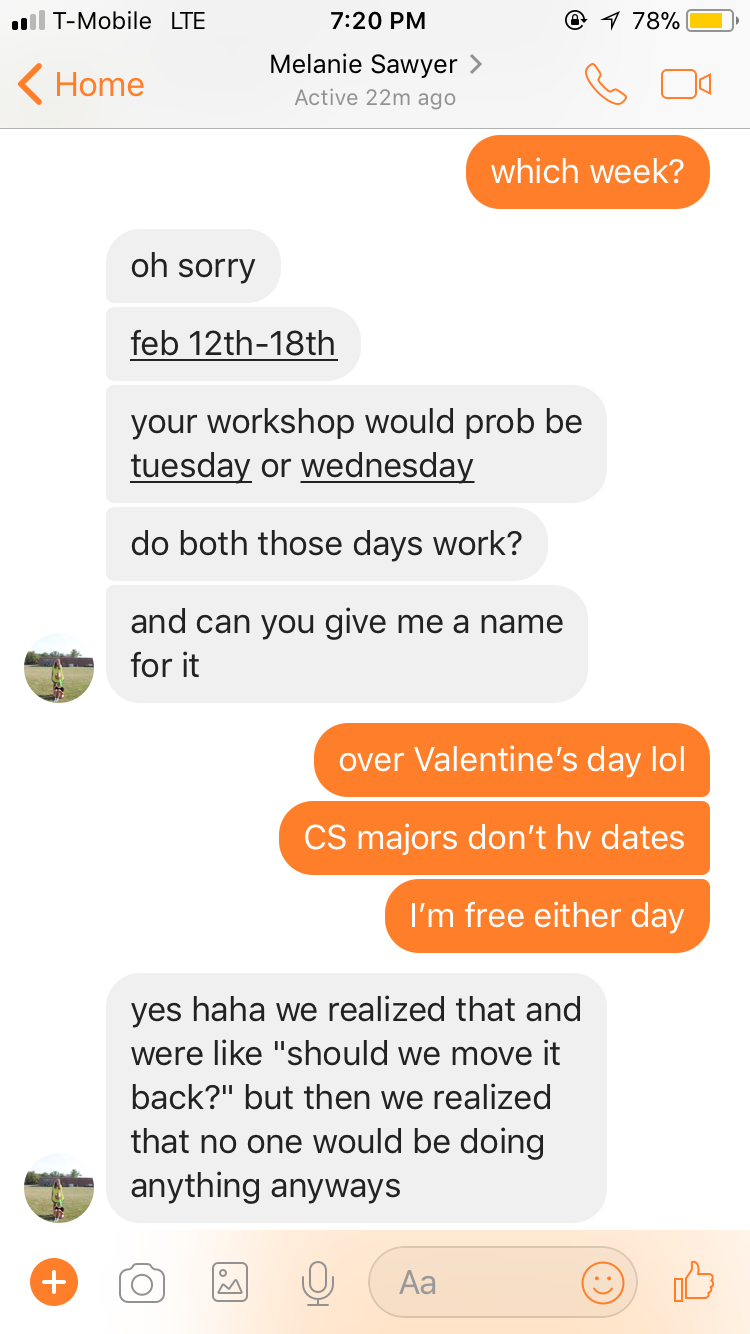 T-Mobile LTE 7:20 PM 78%
Home Melanie Sawyer
Active 22m ago
which week?
oh sorry
feb 12th-18th
your workshop would prob be
tuesday or wednesday
do both those days work?
and can you give me a name
for it
over Valentine’s day lol
CS majors don’t hv dates
I’m free either day
yes haha we realized that and
were like "should we move it
back?" but then we realized
that no one would be doing
anything anyways
Aa